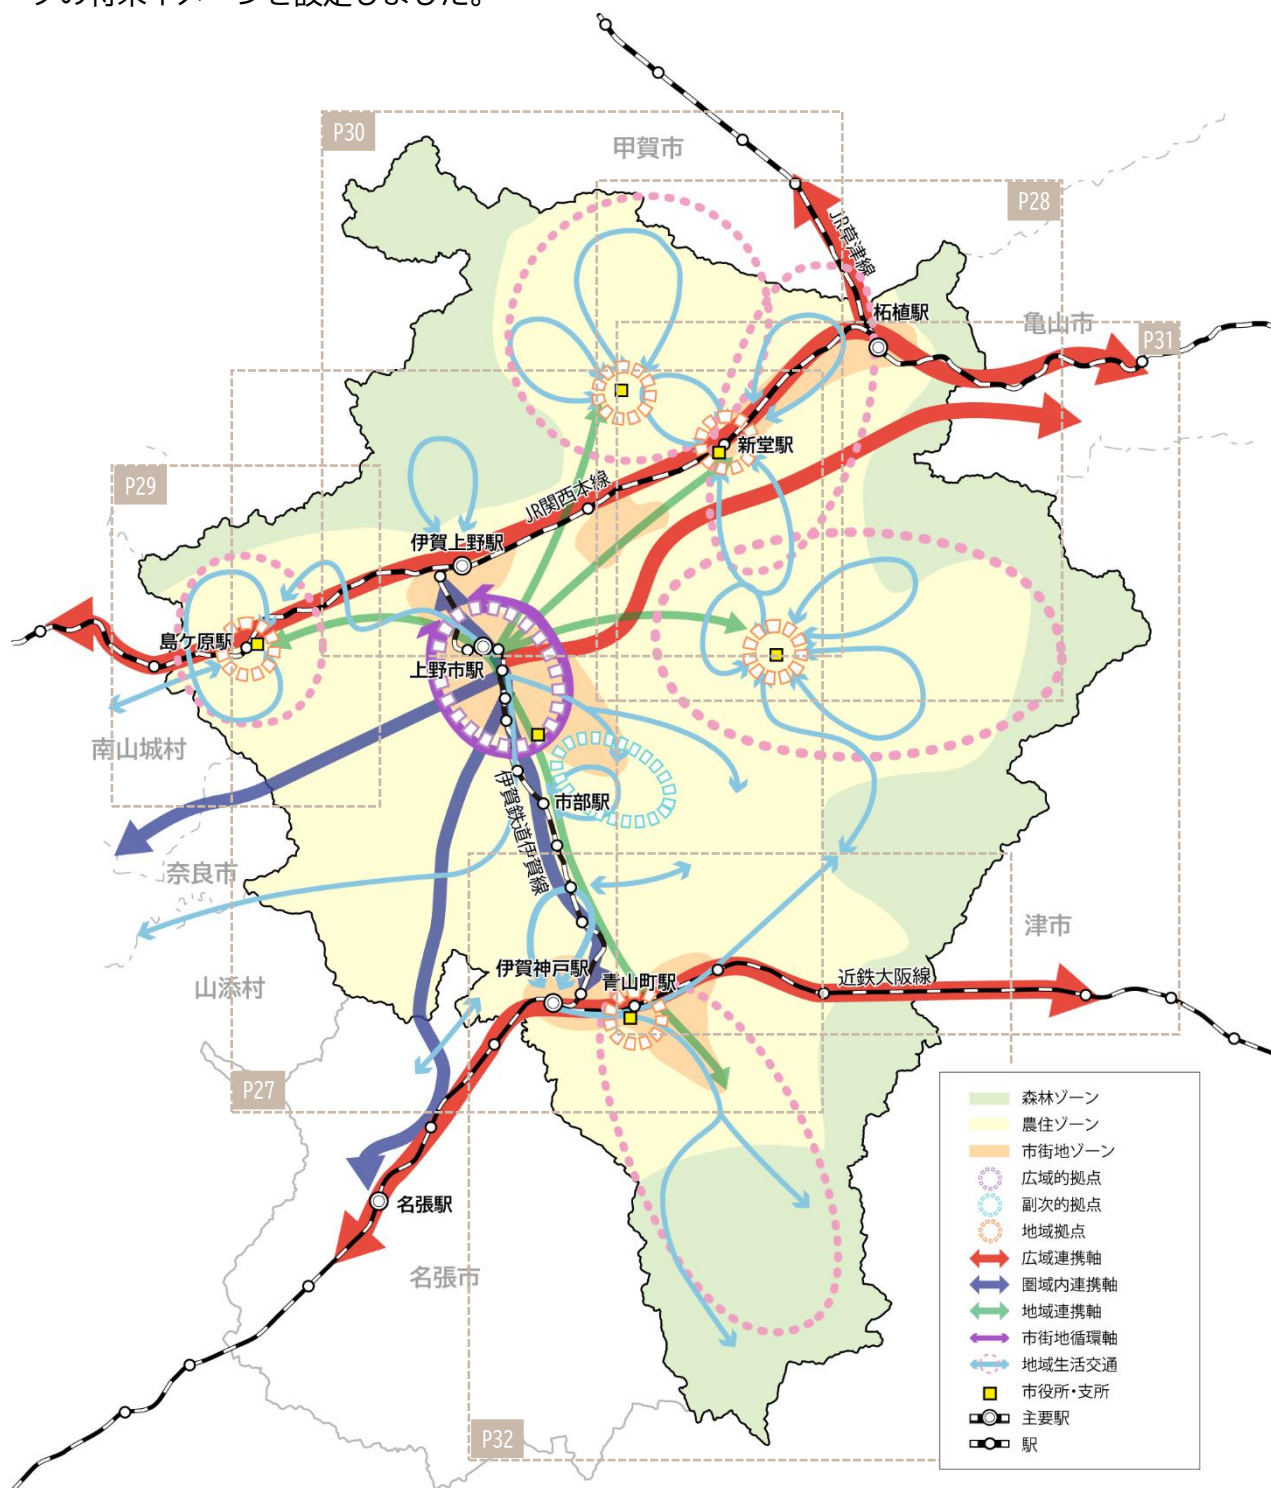 クの将来イメージを設定しました。
P30
甲賀市
P28
JR草津線
柘植駅
亀山市
P31
新堂駅
P29
JR関西本線
伊賀上野駅
島ケ原駅
上野市駅
南山城村
市部駅
伊賀鉄道伊賀線
奈良市
津市
伊賀神戸駅
青山町駅
近鉄大阪線
山添村
P27
名張駅
名張市
P32
森林ゾーン
農住ゾーン
市街地ゾーン
広域的拠点
副次的拠点
地域拠点
広域連携軸
圏域内連携軸
地域連携軸
市街地循環軸
地域生活交通
市役所・支所
主要駅
駅